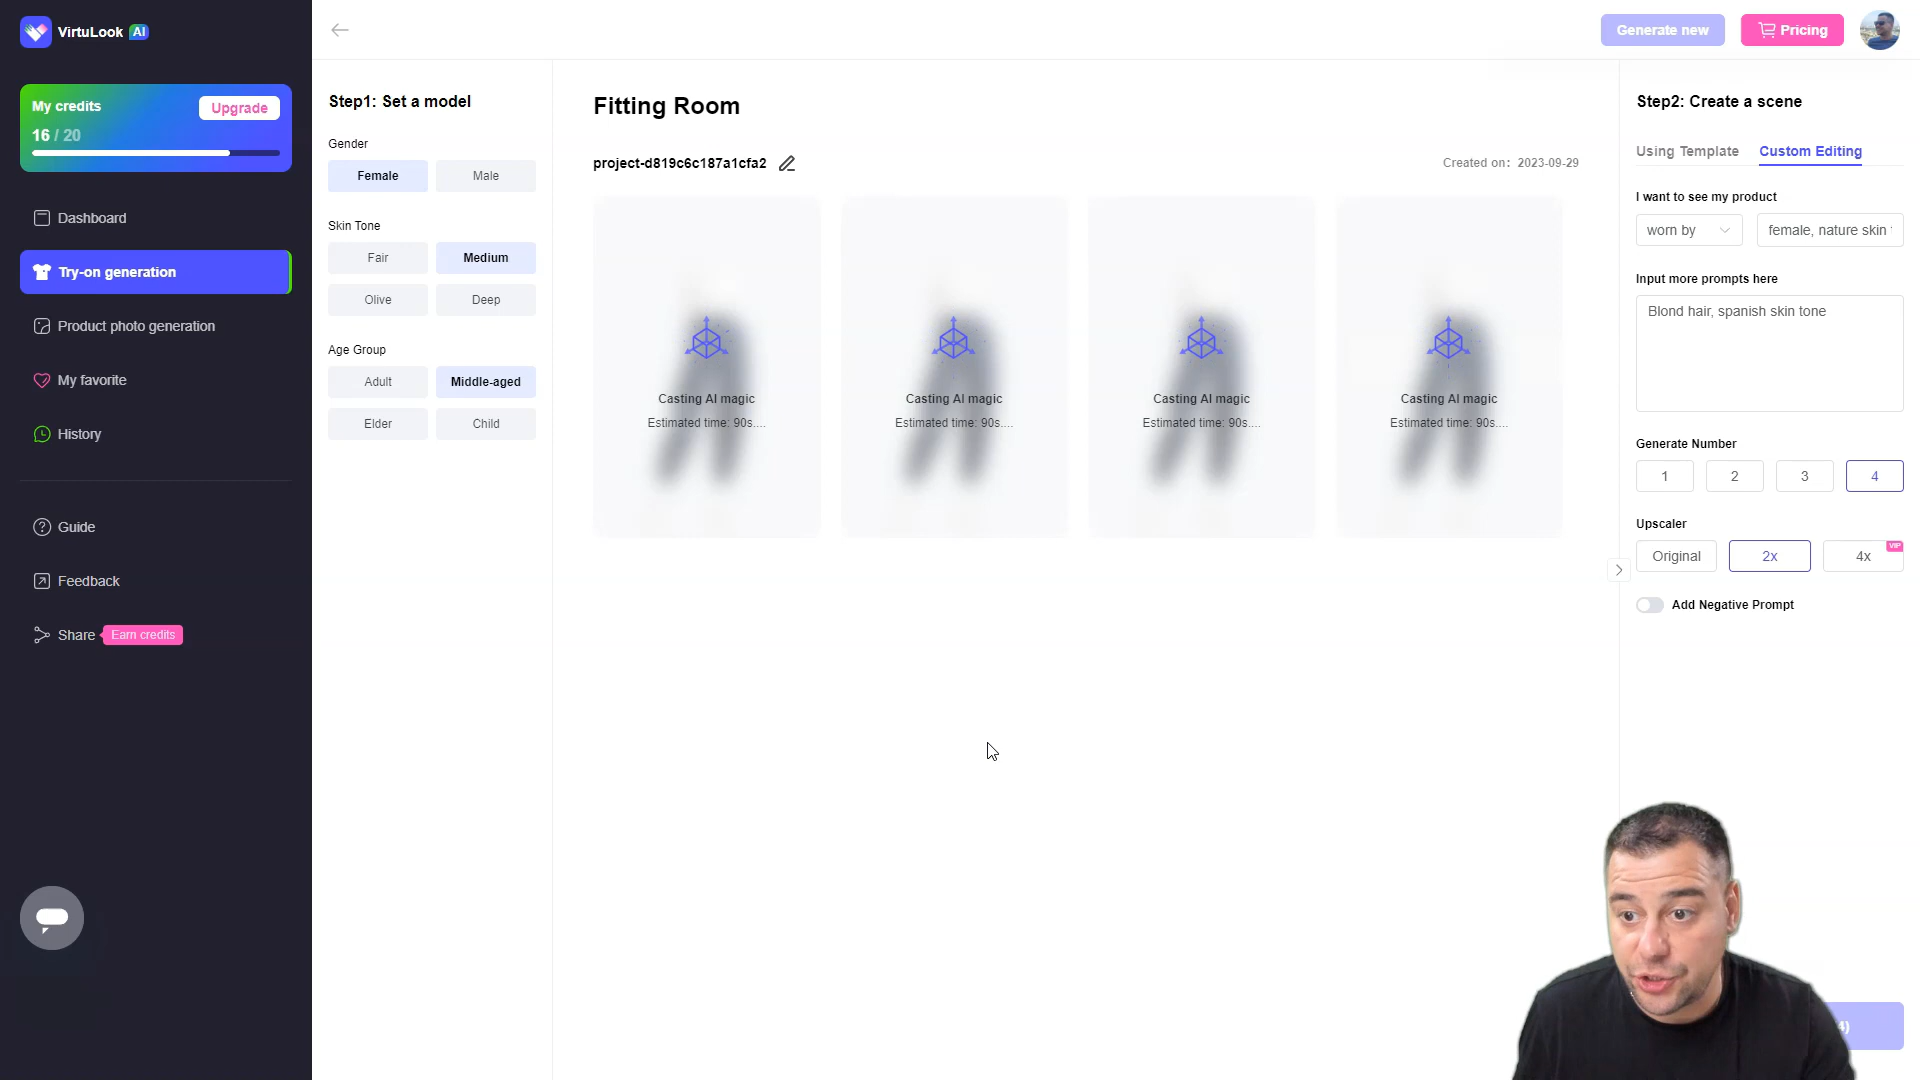 VirtuLook AI
Generate new
Pricing
My credits
Upgrade
16 / 20
Dashboard
Try-on generation
Product photo generation
My favorite
History
Guide
Feedback
Share
Earn credits
Step1: Set a model
Gender
Female
Male
Skin Tone
Fair
Medium
Olive
Deep
Age Group
Adult
Middle-aged
Elder
Child
Fitting Room
project-d819c6c187a1cfa2
Created on: 2023-09-29
Casting AI magic
Estimated time: 90s....
Casting AI magic
Estimated time: 90s....
Casting AI magic
Estimated time: 90s....
Casting AI magic
Estimated time: 90s....
Step2: Create a scene
Using Template
Custom Editing
I want to see my product
worn by
female, nature skin
Input more prompts here
Blond hair, spanish skin tone
Generate Number
1
2
3
4
Upscaler
Original
2x
4x
VIP
Add Negative Prompt